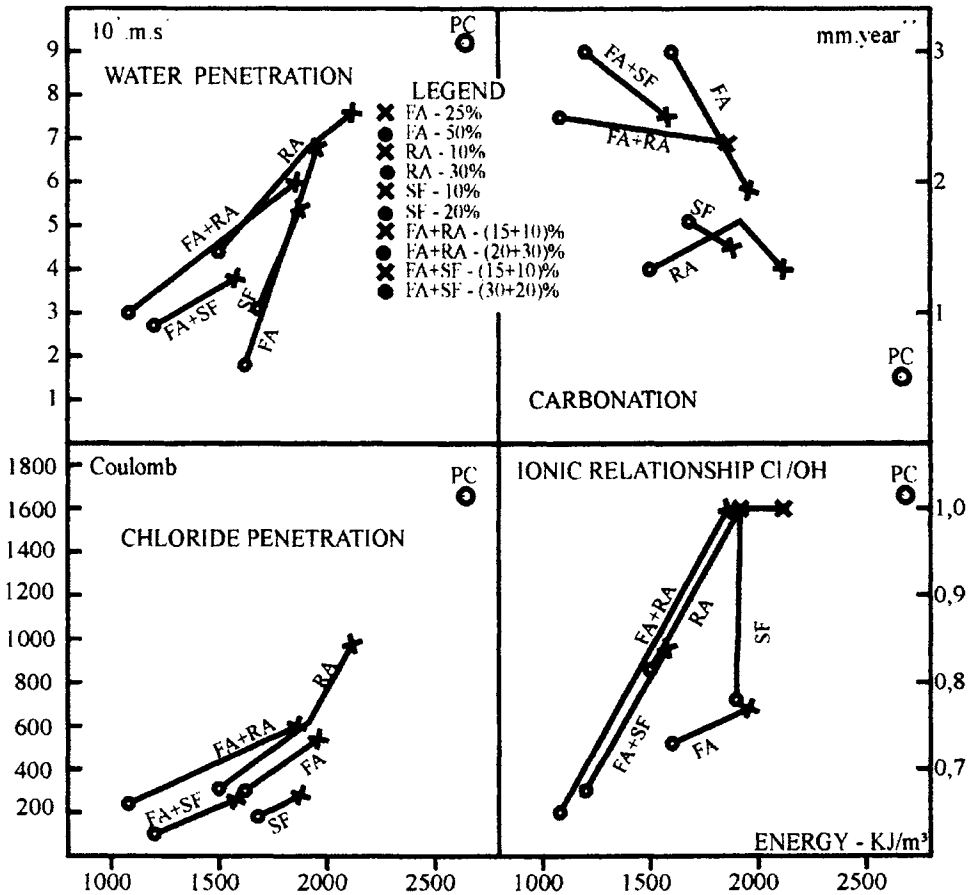 10 .m.s
PC
9
WATER PENETRATION
8
7
6
5
4
3
2
1
RA
FA+RA
FA+SF
SF
FA
LEGEND
FA - 25%
FA - 50%
RA - 10%
RA - 30%
SF - 10%
SF - 20%
FA+RA - (15+10)%
FA+RA - (20+30)%
FA+SF - (15+10)%
FA+SF - (30+20)%
mm.year
3
2
1
FA+SF
FA
FA+RA
SF
RA
PC
CARBONATION
Coulomb
PC
1800
1600
1400
1200
1000
800
600
400
200
CHLORIDE PENETRATION
RA
FA+RA
FA
FA+SF
SF
1000 1500 2000 2500
IONIC RELATIONSHIP Cl/OH
PC
1,0
0,9
0,8
0,7
FA+RA
RA
SF
FA+SF
FA
ENERGY - KJ/m³
1000 1500 2000 2500